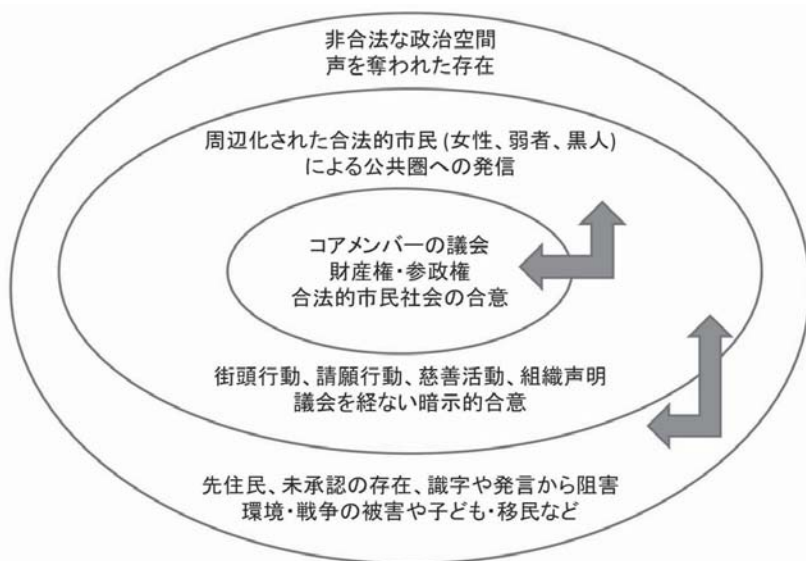 非合法な政治空間
声を奪われた存在
周辺化された合法的市民(女性、弱者、黒人)
による公共圏への発信
コアメンバーの議会
財産権・参政権
合法的市民社会の合意
街頭行動、請願行動、慈善活動、組織声明
議会を経ない暗示的合意
先住民、未承認の存在、識字や発言から阻害
環境・戦争の被害や子ども・移民など